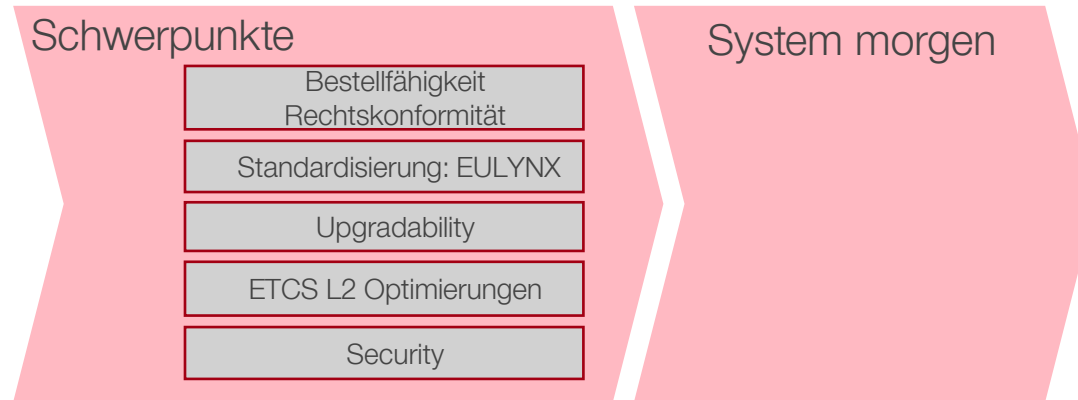 Schwerpunkte
Bestellfähigkeit
Rechtskonformität
Standardisierung: EULYNX
Upgradability
ETCS L2 Optimierungen
Security
System morgen